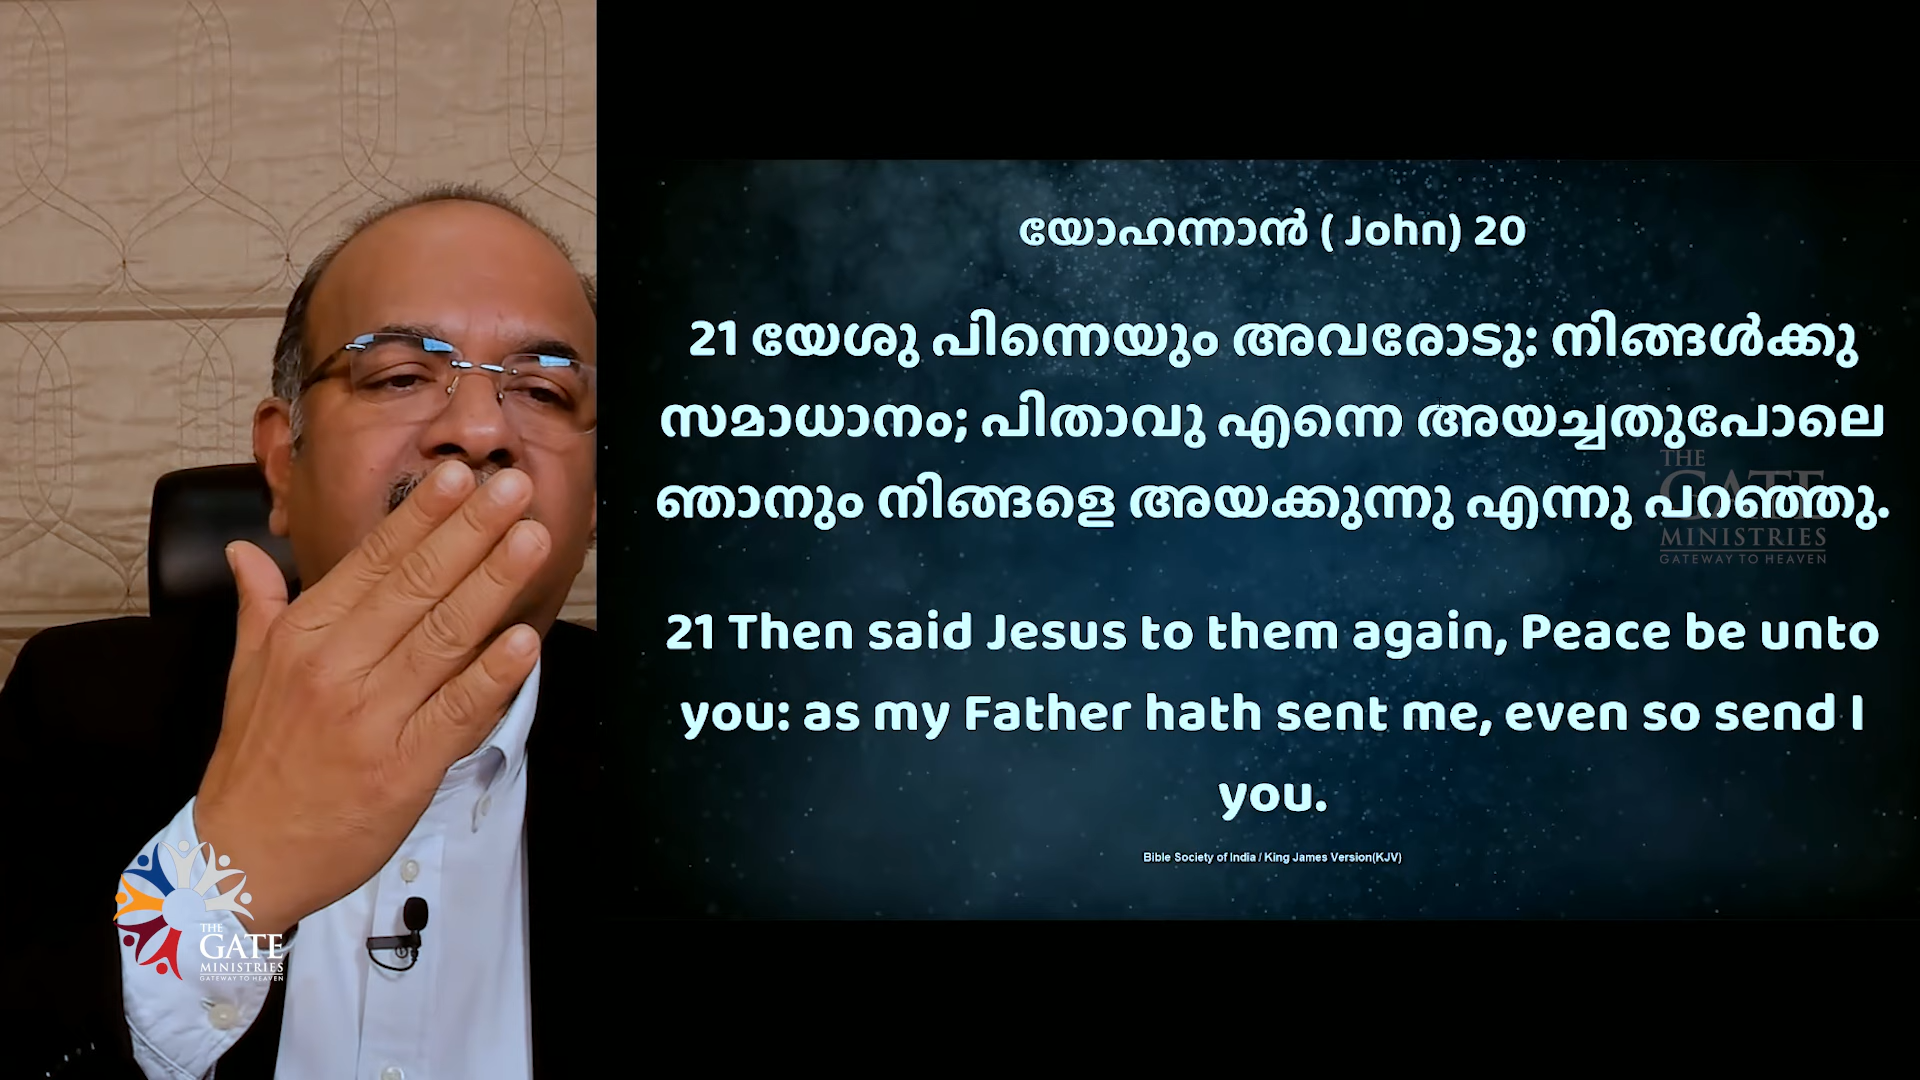 യോഹന്നാൻ ( John) 20
21 യേശു പിന്നെയും അവരോടു: നിങ്ങൾക്കു
സമാധാനം; പിതാവു എന്നെ അയച്ചതുപോലെ
ഞാനും നിങ്ങളെ അയക്കുന്നു എന്നു പറഞ്ഞു.
THE
GATE
MINISTRIES
GATEWAY TO HEAVEN
21 Then said Jesus to them again, Peace be unto
you: as my Father hath sent me, even so send I
you.
Bible Society of India / King James Version(KJV)
THE
GATE
MINISTRIES
GATEWAY TO HEAVEN